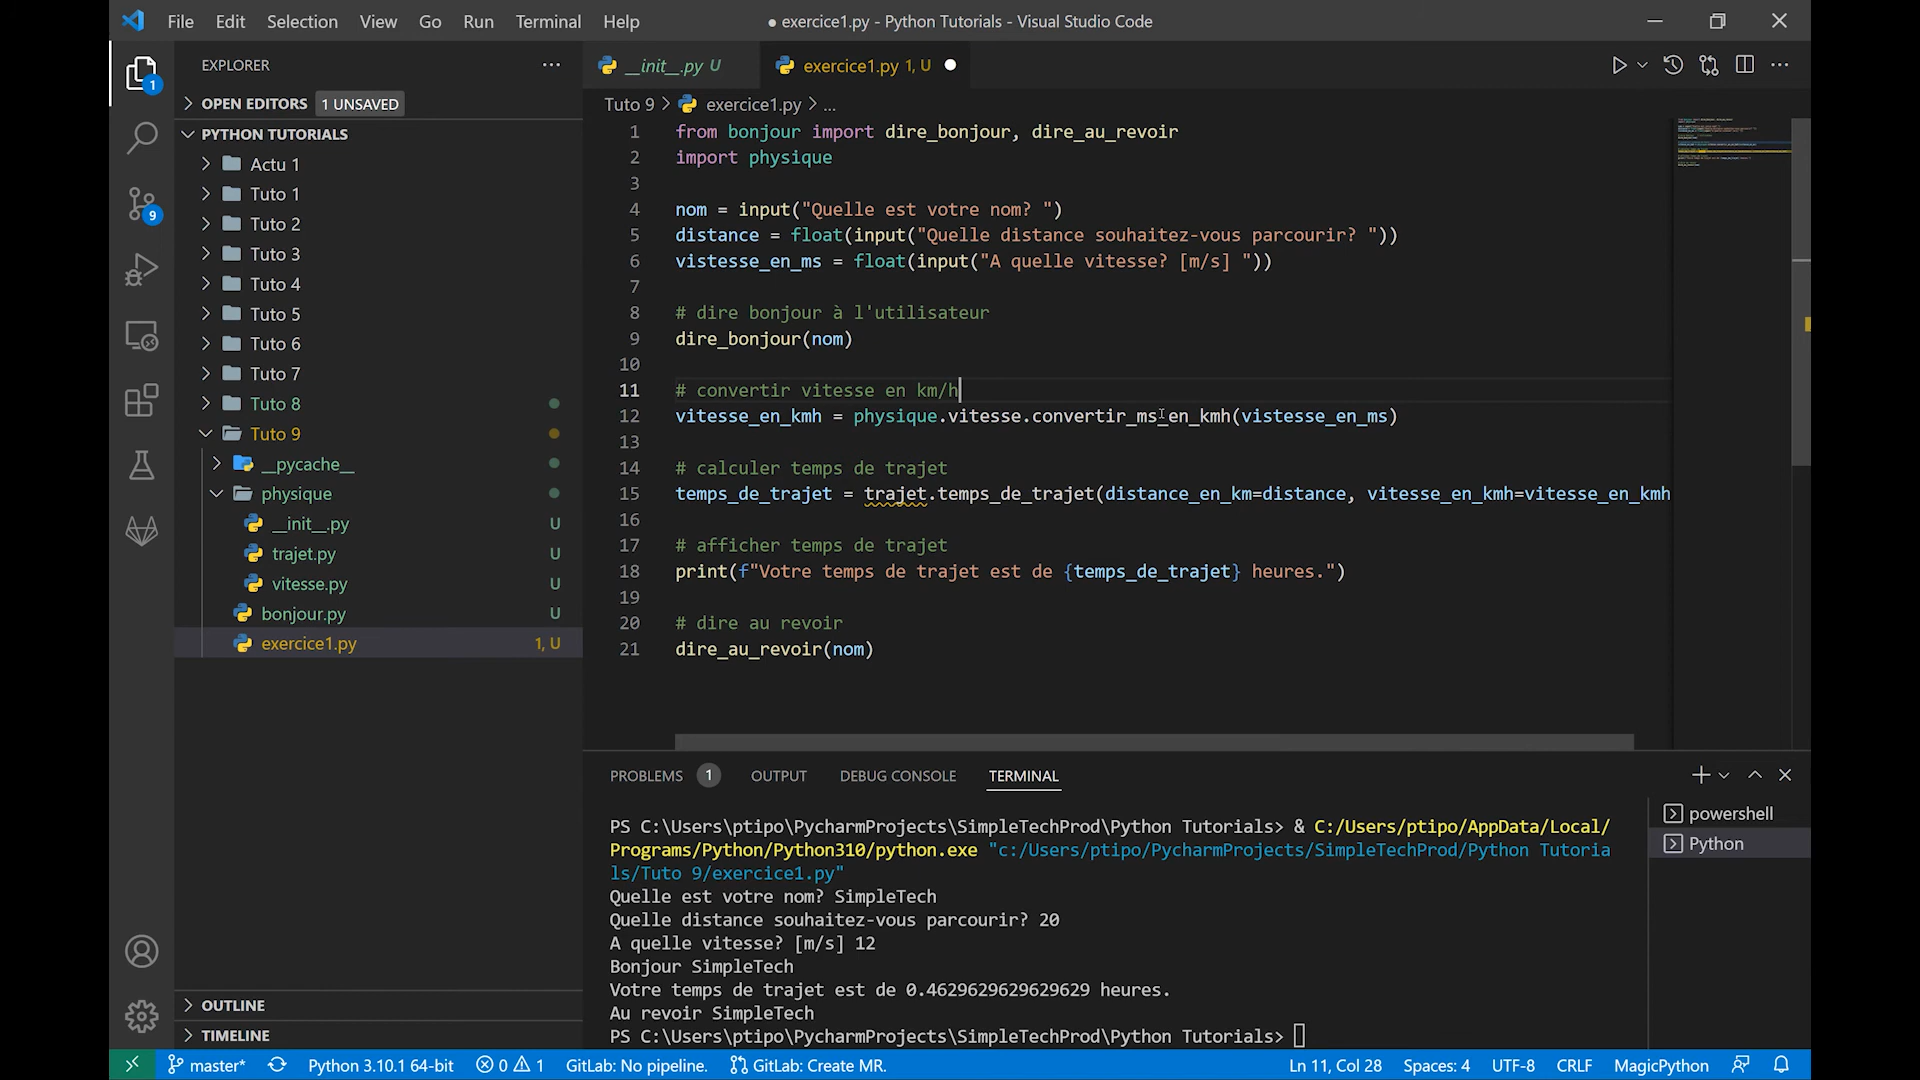 File Edit Selection View Go Run Terminal Help ● exercice1.py - Python Tutorials - Visual Studio Code
EXPLORER
OPEN EDITORS 1 UNSAVED
PYTHON TUTORIALS
Actu 1
Tuto 1
Tuto 2
Tuto 3
Tuto 4
Tuto 5
Tuto 6
Tuto 7
Tuto 8
Tuto 9
__pycache__
physique
__init__.py U
trajet.py U
vitesse.py U
bonjour.py U
exercice1.py 1, U
OUTLINE
TIMELINE
1
9
__init__.py U exercice1.py 1, U
Tuto 9 > exercice1.py > ...
1 from bonjour import dire_bonjour, dire_au_revoir
2 import physique
3
4 nom = input("Quelle est votre nom? ")
5 distance = float(input("Quelle distance souhaitez-vous parcourir? "))
6 vistesse_en_ms = float(input("A quelle vitesse? [m/s] "))
7
8 # dire bonjour à l'utilisateur
9 dire_bonjour(nom)
10
11 # convertir vitesse en km/h
12 vitesse_en_kmh = physique.vitesse.convertir_ms_en_kmh(vistesse_en_ms)
13
14 # calculer temps de trajet
15 temps_de_trajet = trajet.temps_de_trajet(distance_en_km=distance, vitesse_en_kmh=vitesse_en_kmh
16
17 # afficher temps de trajet
18 print(f"Votre temps de trajet est de {temps_de_trajet} heures.")
19
20 # dire au revoir
21 dire_au_revoir(nom)
PROBLEMS 1 OUTPUT DEBUG CONSOLE TERMINAL
PS C:\Users\ptipo\PycharmProjects\SimpleTechProd\Python Tutorials> & C:/Users/ptipo/AppData/Local/
Programs/Python/Python310/python.exe "c:/Users/ptipo/PycharmProjects/SimpleTechProd/Python Tutoria
ls/Tuto 9/exercice1.py"
Quelle est votre nom? SimpleTech
Quelle distance souhaitez-vous parcourir? 20
A quelle vitesse? [m/s] 12
Bonjour SimpleTech
Votre temps de trajet est de 0.4629629629629629 heures.
Au revoir SimpleTech
PS C:\Users\ptipo\PycharmProjects\SimpleTechProd\Python Tutorials>
powershell
Python
master* Python 3.10.1 64-bit 0 1 GitLab: No pipeline. GitLab: Create MR. Ln 11, Col 28 Spaces: 4 UTF-8 CRLF MagicPython